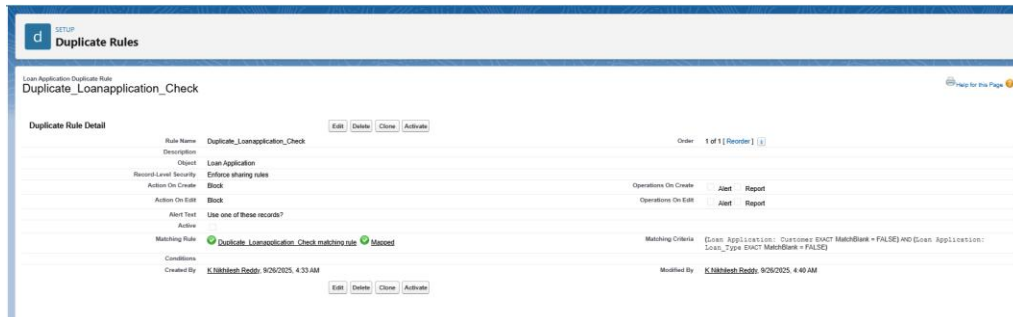 d
SETUP
Duplicate Rules
Loan Application Duplicate Rule
Duplicate_Loanapplication_Check
Help for this Page
Duplicate Rule Detail
Edit Delete Clone Activate
Rule Name Duplicate_Loanapplication_Check Order 1 of 1 [ Reorder ] i
Description
Object Loan Application
Record-Level Security Enforce sharing rules
Action On Create Block Operations On Create Alert Report
Action On Edit Block Operations On Edit Alert Report
Alert Text Use one of these records?
Active
Matching Rule Duplicate_Loanapplication_Check matching rule Mapped Matching Criteria (Loan Application: Customer EXACT MatchBlank = FALSE) AND (Loan Application:
Loan_Type EXACT MatchBlank = FALSE)
Conditions
Created By K.Nikhilesh Reddy, 9/26/2025, 4:33 AM Modified By K.Nikhilesh Reddy, 9/26/2025, 4:40 AM
Edit Delete Clone Activate